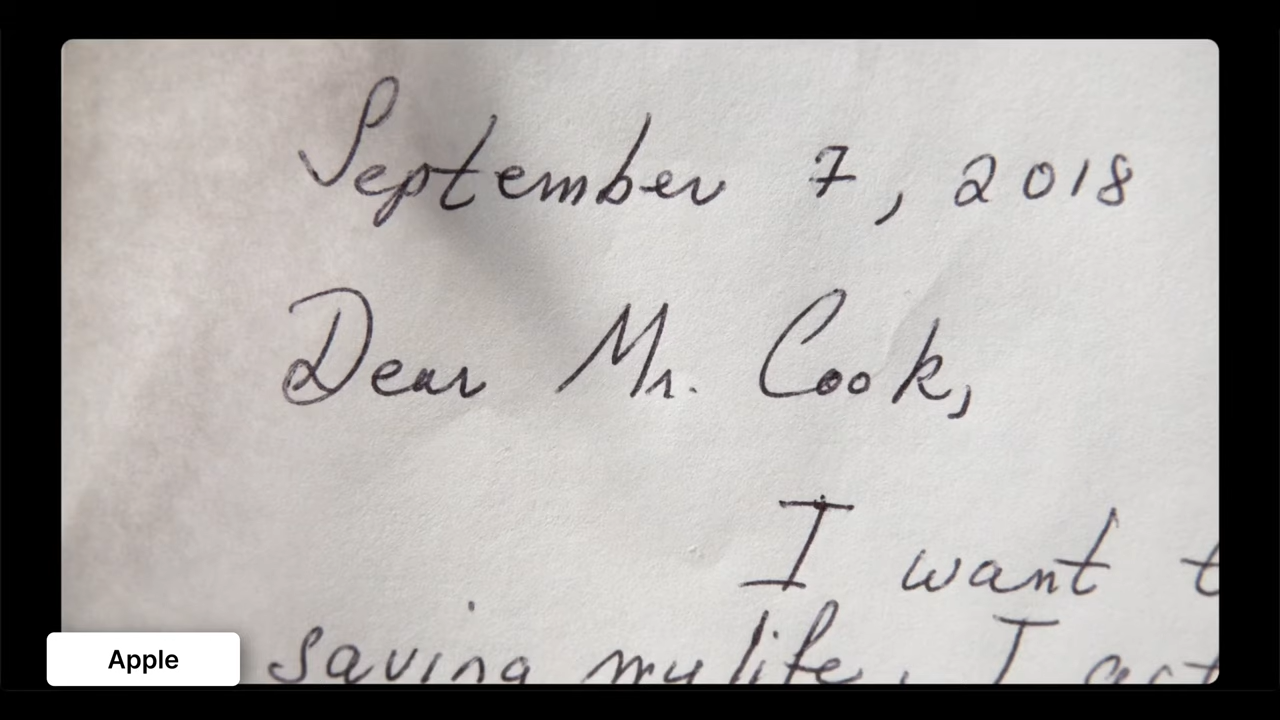 September 7, 2018
Dear Mr. Cook,
I want
saving my life. I
Apple